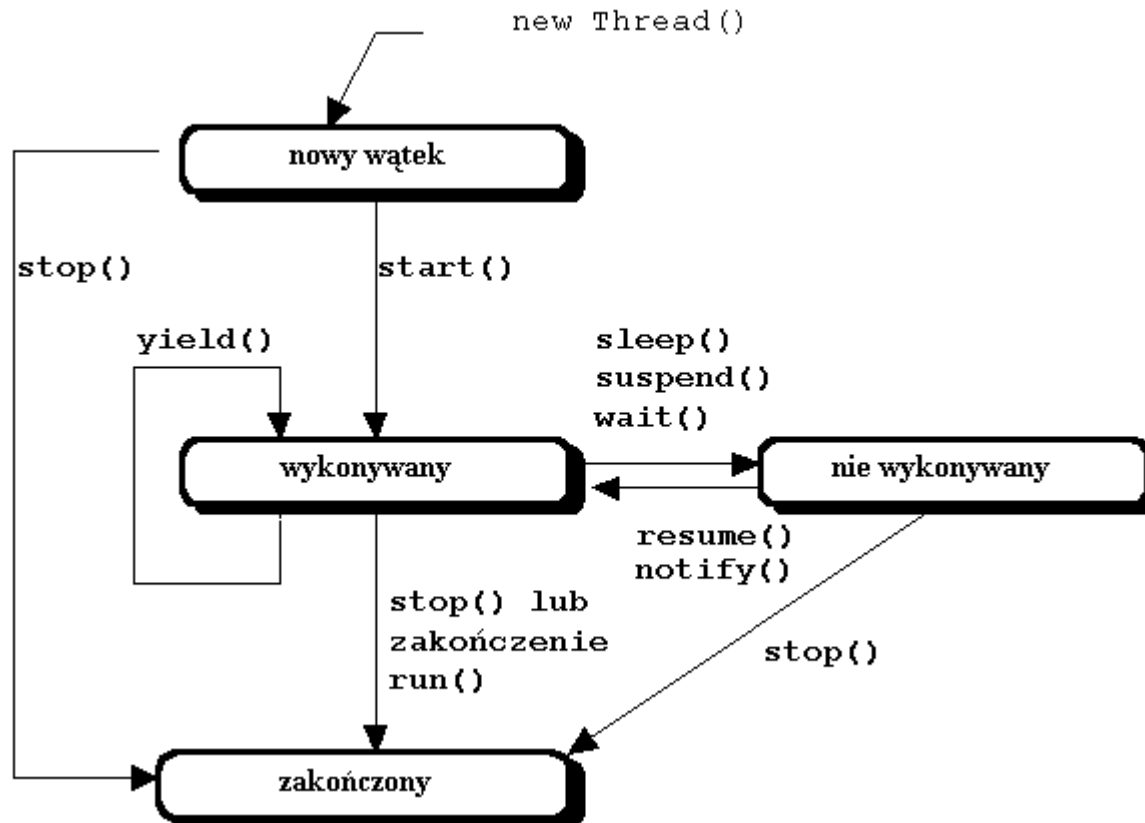 new Thread()
nowy wątek
stop()
start()
yield()
sleep()
suspend()
wait()
wykonywany
nie wykonywany
resume()
notify()
stop() lub
zakończenie
run()
stop()
zakończony